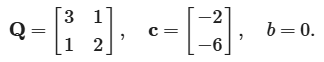 Q = [3 1; 1 2], c = [−2; −6], b = 0.